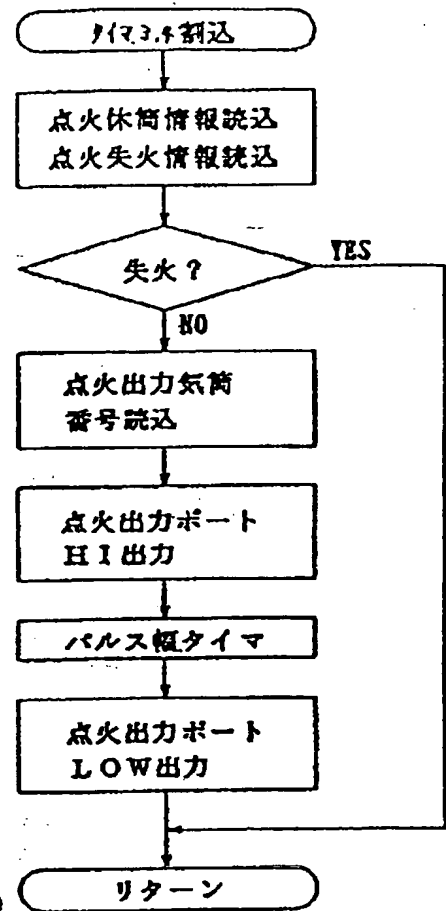 タイマ3.4割込
点火休筒情報読込
点火失火情報読込
失火？
YES
NO
点火出力気筒
番号読込
点火出力ポート
HI出力
パルス幅タイマ
点火出力ポート
LOW出力
リターン